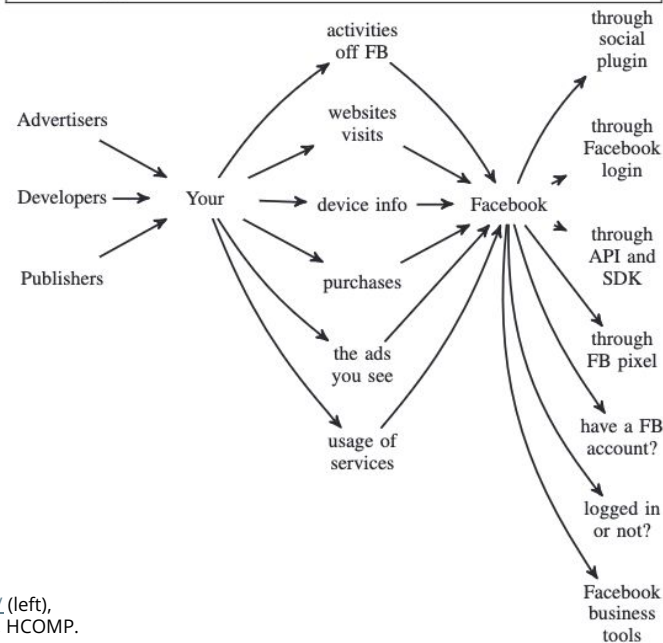 through
social
plugin
activities
off FB
websites
visits
Advertisers
through
Facebook
login
Developers
Your
device info
Facebook
through
API and
SDK
Publishers
purchases
the ads
you see
through
FB pixel
usage of
services
have a FB
account?
logged in
or not?
(left),
HCOMP.
Facebook
business
tools